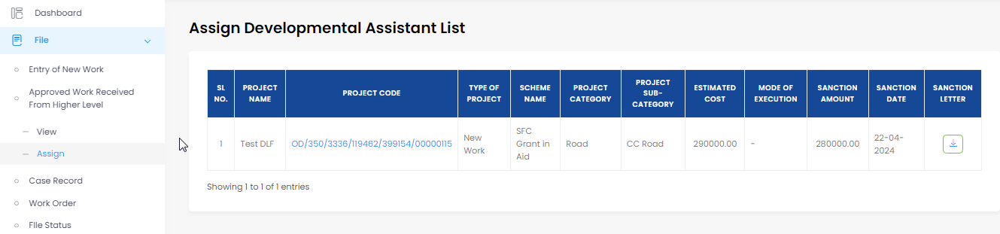 Dashboard
File
Entry of New Work
Approved Work Received
From Higher Level
View
Assign
Case Record
Work Order
FIle Status
Assign Developmental Assistant List
SL NO. PROJECT NAME PROJECT CODE TYPE OF PROJECT SCHEME NAME PROJECT CATEGORY PROJECT SUB-CATEGORY ESTIMATED COST MODE OF EXECUTION SANCTION AMOUNT SANCTION DATE SANCTION LETTER
1 Test DLF OD/350/3336/119462/399154/00000115 New Work SFC Grant in Aid Road CC Road 290000.00 - 280000.00 22-04-2024
Showing 1 to 1 of 1 entries